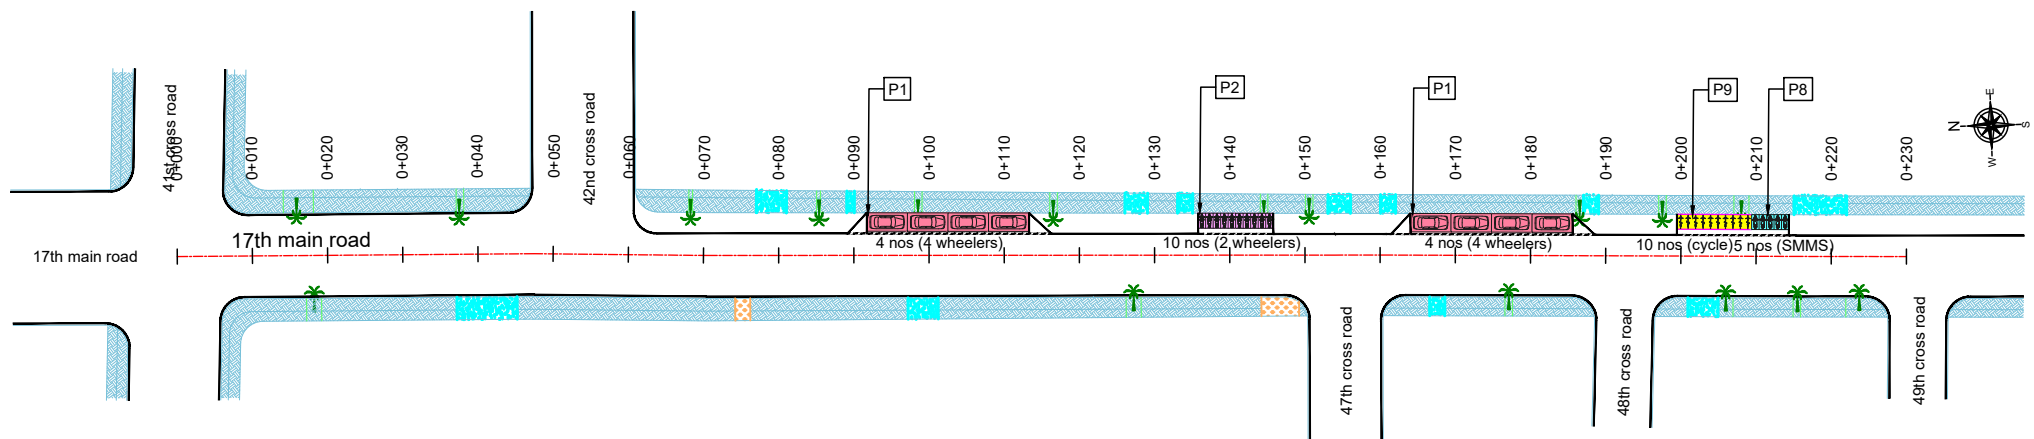 P1
P2
P1
P9
P8
E
N
S
W
41st cross road
0+000
0+010
0+020
0+030
0+040
0+050
42nd cross road
0+060
0+070
0+080
0+090
0+100
0+110
0+120
0+130
0+140
0+150
0+160
0+170
0+180
0+190
0+200
0+210
0+220
0+230
17th main road
4 nos (4 wheelers)
10 nos (2 wheelers)
4 nos (4 wheelers)
10 nos (cycle)
5 nos (SMMS)
17th main road
47th cross road
48th cross road
49th cross road